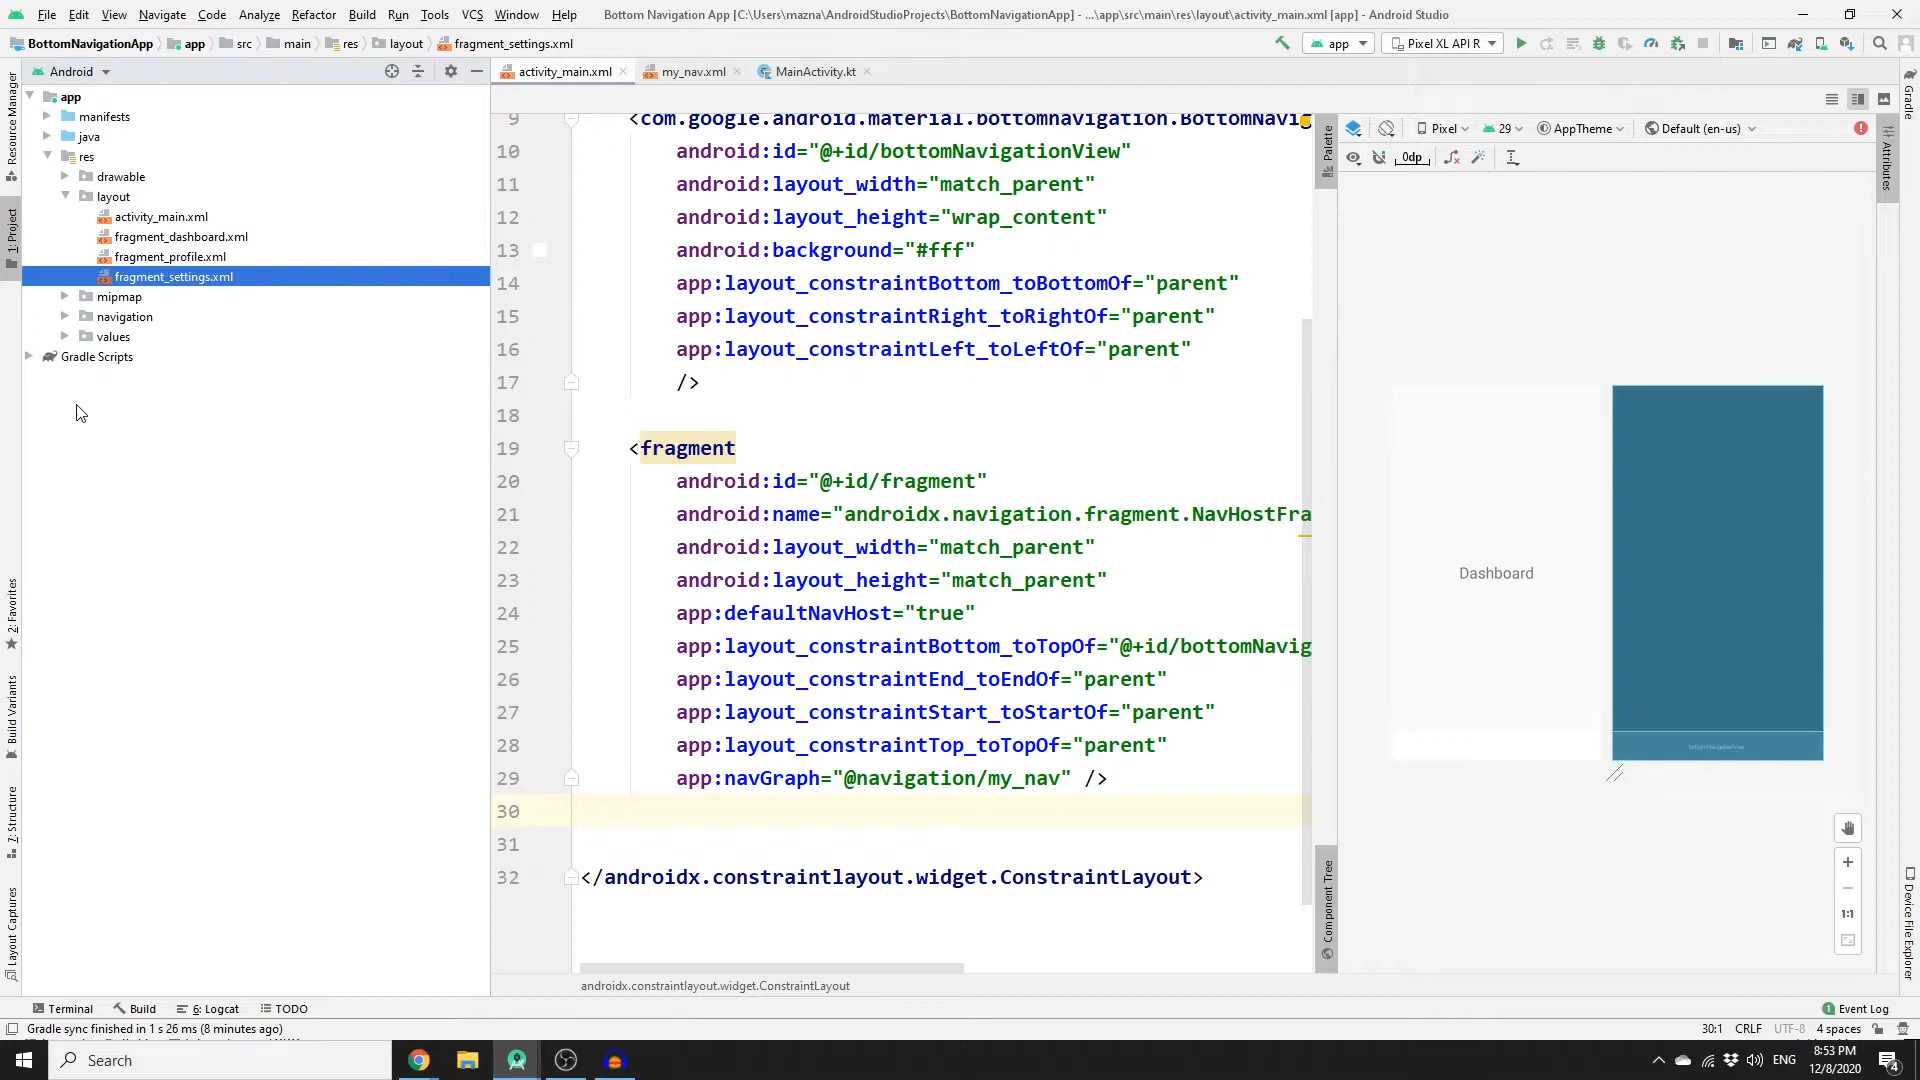 File Edit View Navigate Code Analyze Refactor Build Run Tools VCS Window Help Bottom Navigation App [C:\Users\mazna\AndroidStudioProjects\BottomNavigationApp] - ...\app\src\main\res\layout\activity_main.xml [app] - Android Studio
BottomNavigationApp app src main res layout fragment_settings.xml app Pixel XL API R
Android activity_main.xml my_nav.xml MainActivity.kt
app
manifests
java
res
drawable
layout
activity_main.xml
fragment_dashboard.xml
fragment_profile.xml
fragment_settings.xml
mipmap
navigation
values
Gradle Scripts
Resource Manager
1: Project
2: Favorites
Build Variants
7: Structure
Layout Captures
9 <com.google.android.material.bottomnavigation.BottomNavig
10 android:id="@+id/bottomNavigationView"
11 android:layout_width="match_parent"
12 android:layout_height="wrap_content"
13 android:background="#fff"
14 app:layout_constraintBottom_toBottomOf="parent"
15 app:layout_constraintRight_toRightOf="parent"
16 app:layout_constraintLeft_toLeftOf="parent"
17 />
18
19 <fragment
20 android:id="@+id/fragment"
21 android:name="androidx.navigation.fragment.NavHostFra
22 android:layout_width="match_parent"
23 android:layout_height="match_parent"
24 app:defaultNavHost="true"
25 app:layout_constraintBottom_toTopOf="@+id/bottomNavig
26 app:layout_constraintEnd_toEndOf="parent"
27 app:layout_constraintStart_toStartOf="parent"
28 app:layout_constraintTop_toTopOf="parent"
29 app:navGraph="@navigation/my_nav" />
30
31
32 </androidx.constraintlayout.widget.ConstraintLayout>
androidx.constraintlayout.widget.ConstraintLayout
Palette
Component Tree
Pixel 29 AppTheme Default (en-us)
0dp
Dashboard
bottomNavigationView
1:1
Gradle
Attributes
Device File Explorer
Terminal Build 6: Logcat TODO 1 Event Log
Gradle sync finished in 1 s 26 ms (8 minutes ago) 30:1 CRLF UTF-8 4 spaces
Search ENG 8:53 PM
12/8/2020 4